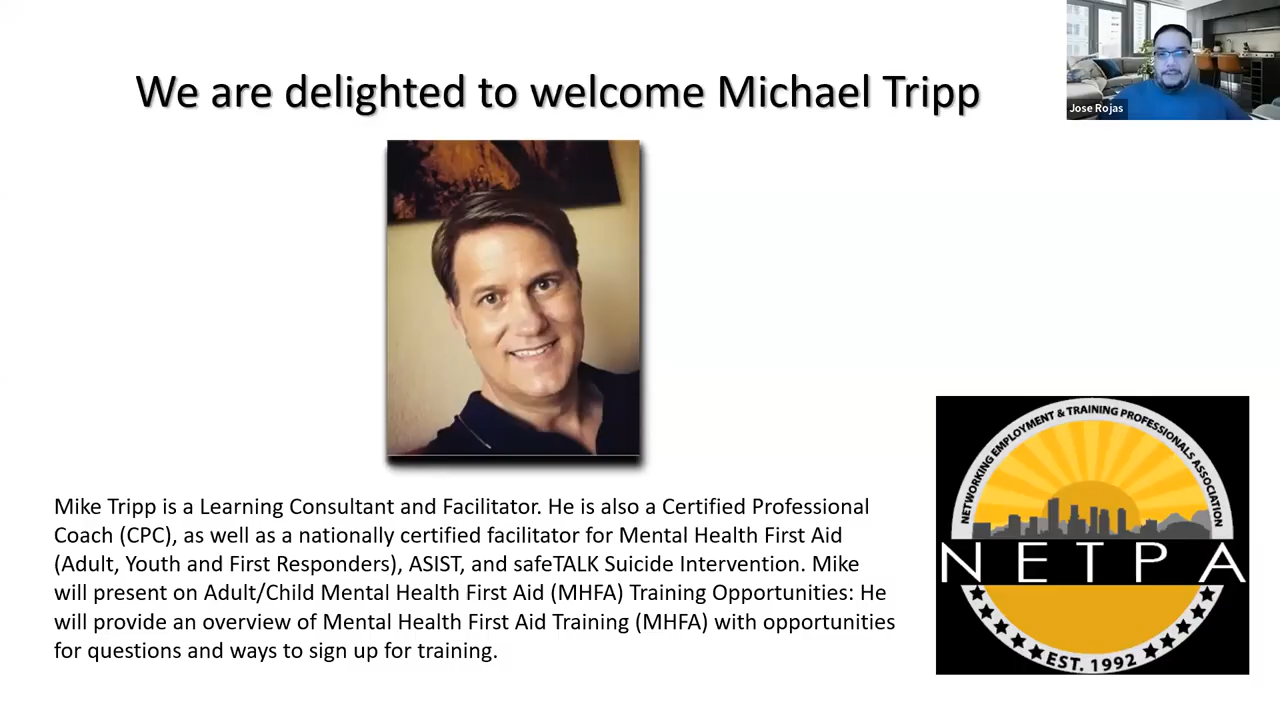 We are delighted to welcome Michael Tripp
Jose Rojas
Mike Tripp is a Learning Consultant and Facilitator. He is also a Certified Professional
Coach (CPC), as well as a nationally certified facilitator for Mental Health First Aid
(Adult, Youth and First Responders), ASIST, and safeTALK Suicide Intervention. Mike
will present on Adult/Child Mental Health First Aid (MHFA) Training Opportunities: He
will provide an overview of Mental Health First Aid Training (MHFA) with opportunities
for questions and ways to sign up for training.
NETWORKING EMPLOYMENT & TRAINING PROFESSIONALS ASSOCIATION
NETPA
EST. 1992